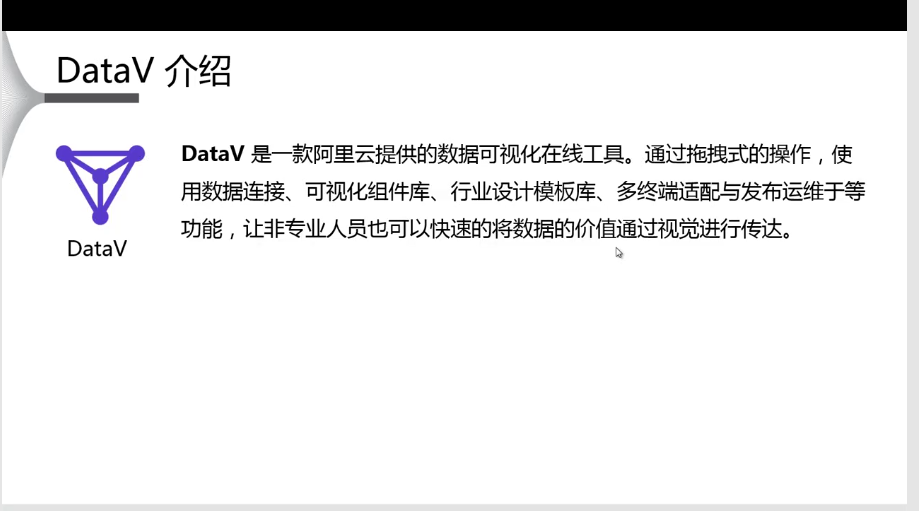 DataV 介绍
DataV 是一款阿里云提供的数据可视化在线工具。通过拖拽式的操作，使
用数据连接、可视化组件库、行业设计模板库、多终端适配与发布运维于等
功能，让非专业人员也可以快速的将数据的价值通过视觉进行传达。
DataV